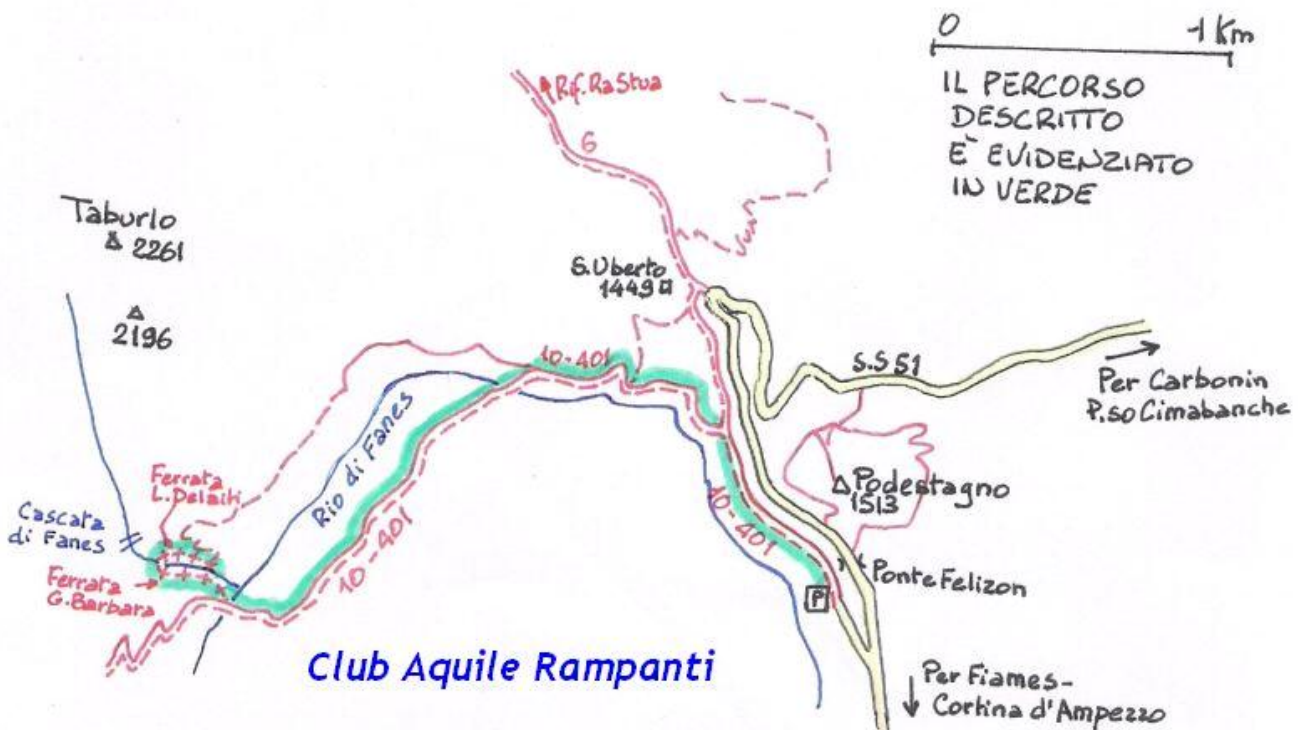 0 1 Km
IL PERCORSO
DESCRITTO
E' EVIDENZIATO
IN VERDE
Rif. Ra Stua
6
Taburlo
2261
2196
S. Uberto
1449
10-401
S.S 51
Per Carbonin
P.so Cimabanche
Rio di Fanes
Ferrata
L. Delaiti
Cascata
di Fanes
Ferrata
G. Barbara
10-401
10-401
Podestagno
1513
Ponte Felizon
P
Club Aquile Rampanti
Per Fiames-
Cortina d'Ampezzo